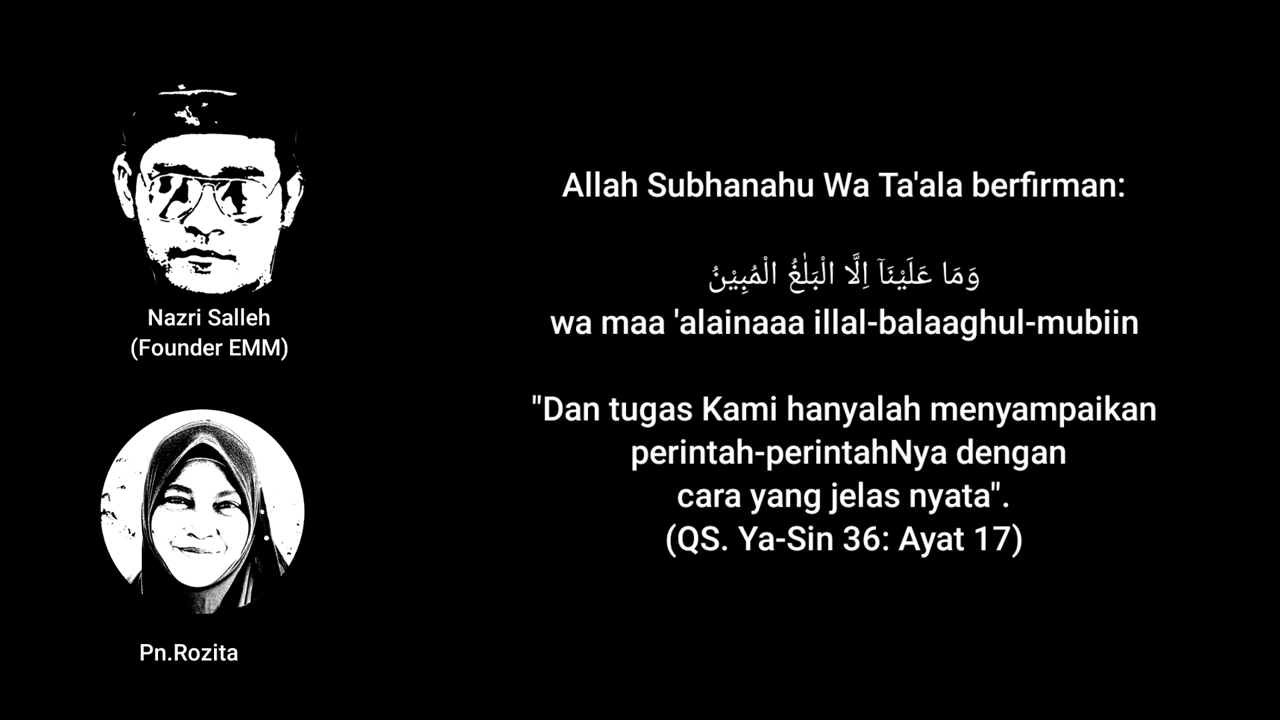 Nazri Salleh
(Founder EMM)
Pn.Rozita
Allah Subhanahu Wa Ta'ala berfirman:
وَمَا عَلَيْنَآ اِلَّا الْبَلٰغُ الْمُبِيْنُ
wa maa 'alainaaa illal-balaaghul-mubiin
"Dan tugas Kami hanyalah menyampaikan
perintah-perintahNya dengan
cara yang jelas nyata".
(QS. Ya-Sin 36: Ayat 17)